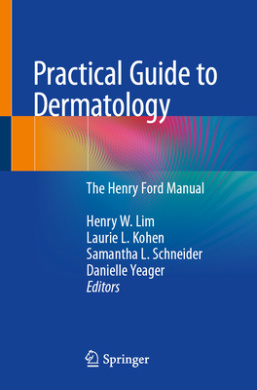 Practical Guide to
Dermatology
The Henry Ford Manual
Henry W. Lim
Laurie L. Kohen
Samantha L. Schneider
Danielle Yeager
Editors
Springer